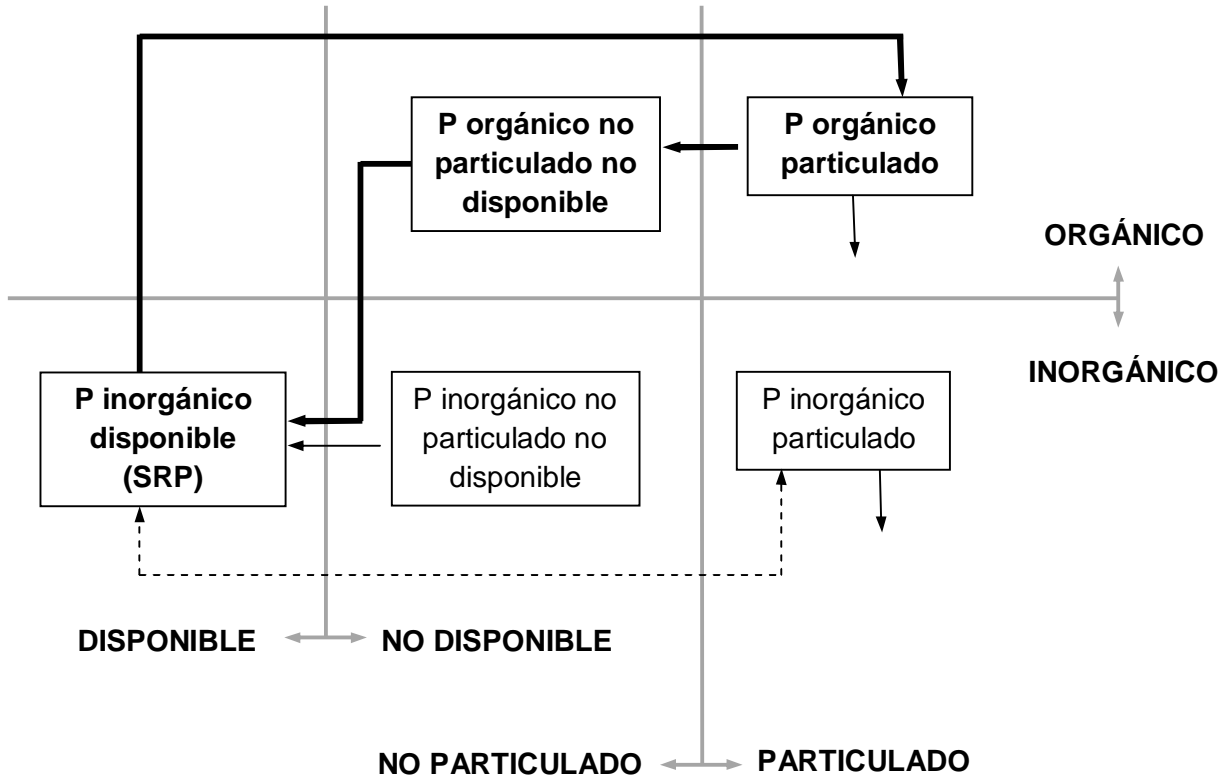 P orgánico no
particulado no
disponible
P orgánico
particulado
ORGÁNICO
INORGÁNICO
P inorgánico
disponible
(SRP)
P inorgánico no
particulado no
disponible
P inorgánico
particulado
DISPONIBLE
NO DISPONIBLE
NO PARTICULADO
PARTICULADO